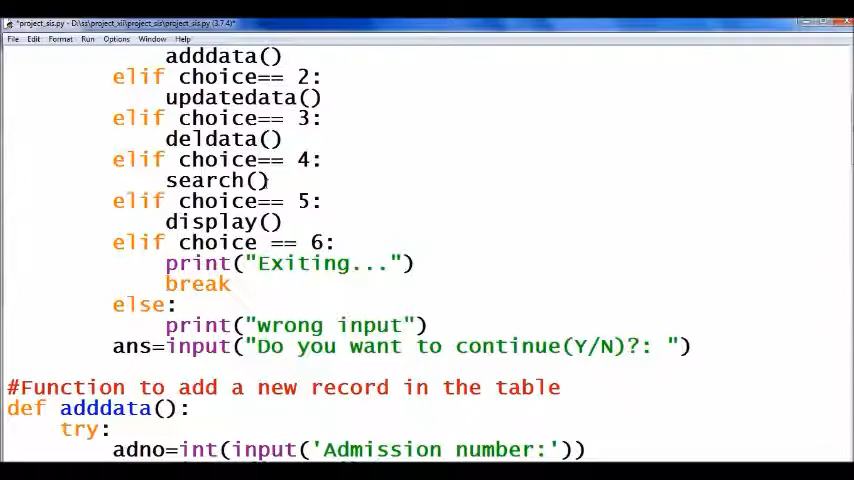 *project_sis.py - D:\ss\project_xii\project_sis\project_sis.py (3.7.4)*
File Edit Format Run Options Window Help
adddata()
elif choice== 2:
updatedata()
elif choice== 3:
deldata()
elif choice== 4:
search()
elif choice== 5:
display()
elif choice == 6:
print("Exiting...")
break
else:
print("wrong input")
ans=input("Do you want to continue(Y/N)?: ")
#Function to add a new record in the table
def adddata():
try:
adno=int(input('Admission number:'))